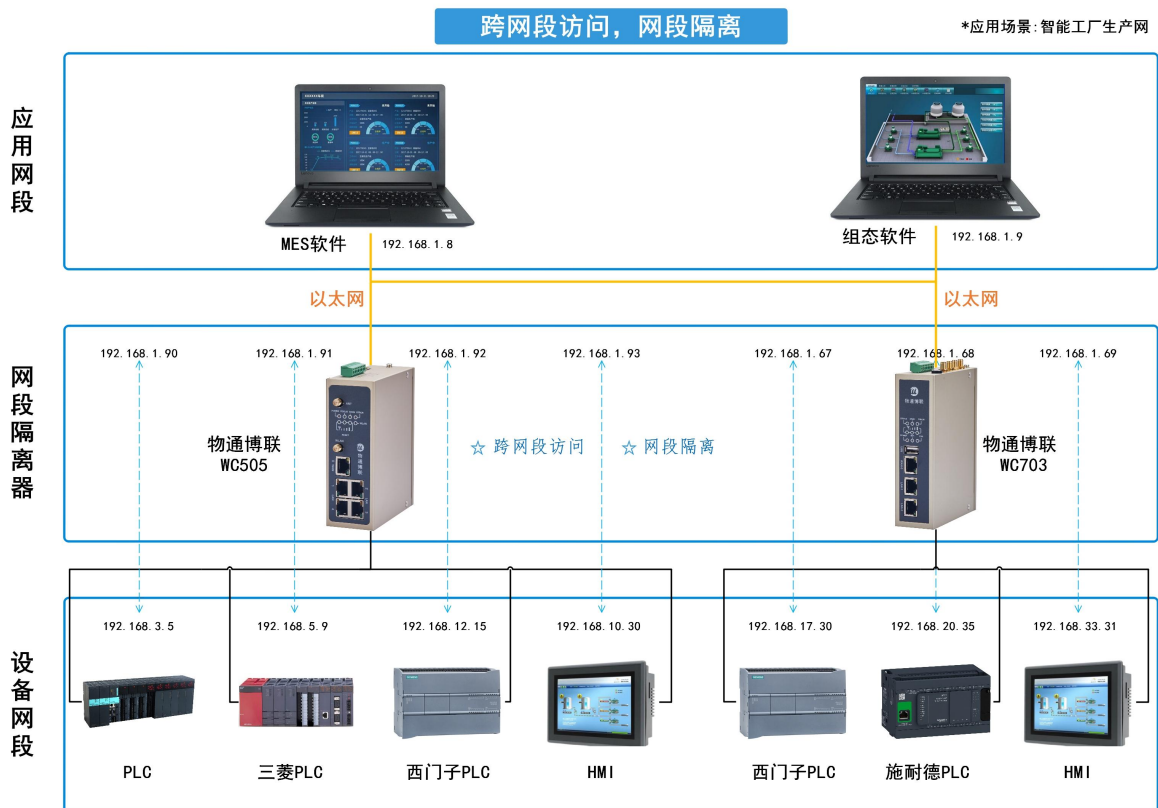 跨网段访问，网段隔离
*应用场景:智能工厂生产网
应用网段
MES软件
192.168.1.8
组态软件
192.168.1.9
以太网
以太网
网段隔离器
192.168.1.90
192.168.1.91
192.168.1.92
192.168.1.93
192.168.1.67
192.168.1.68
192.168.1.69
物通博联
WC505
物通博联
☆ 跨网段访问
☆ 网段隔离
物通博联
物通博联
WC703
设备网段
192.168.3.5
192.168.5.9
192.168.12.15
192.168.10.30
192.168.17.30
192.168.20.35
192.168.33.31
PLC
三菱PLC
西门子PLC
HMI
西门子PLC
施耐德PLC
HMI